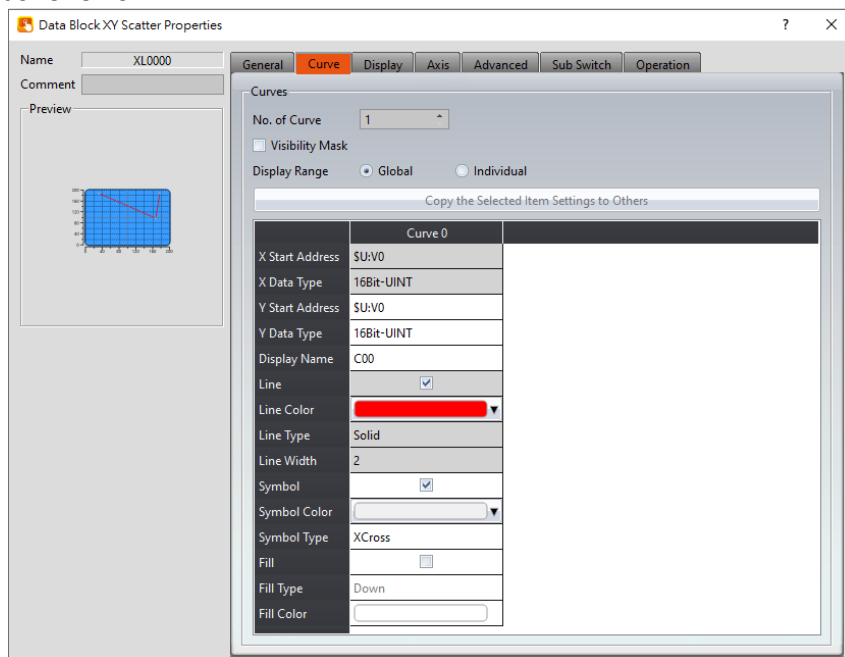 Data Block XY Scatter Properties ? ×
Name XL0000
Comment
Preview
General Curve Display Axis Advanced Sub Switch Operation
Curves
No. of Curve 1
Visibility Mask
Display Range Global Individual
Copy the Selected Item Settings to Others
Curve 0
X Start Address $U:V0
X Data Type 16Bit-UINT
Y Start Address $U:V0
Y Data Type 16Bit-UINT
Display Name C00
Line
Line Color
Line Type Solid
Line Width 2
Symbol
Symbol Color
Symbol Type XCross
Fill
Fill Type Down
Fill Color